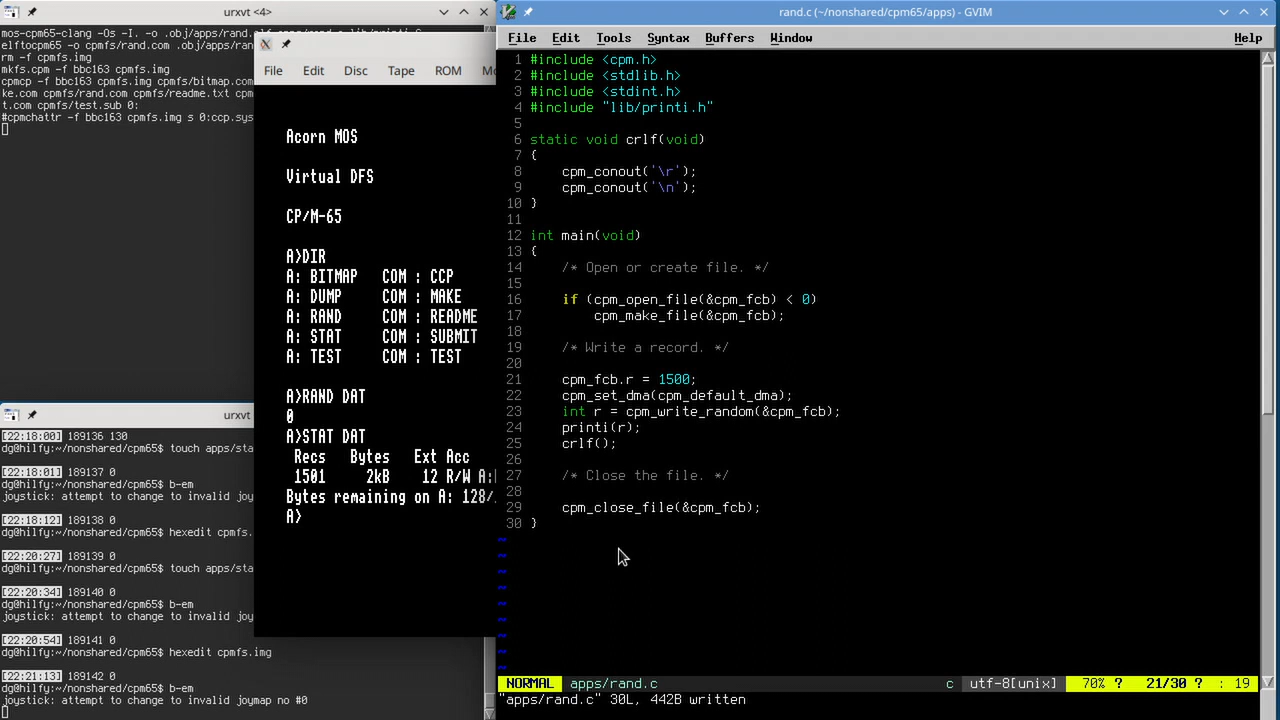 urxvt <4>
mos-cpm65-clang -Os -I. -o .obj/apps/rand.elf apps/rand.c lib/printi.S
elftocpm65 -o cpmfs/rand.com .obj/apps/ran
rm -f cpmfs.img
mkfs.cpm -f bbc163 cpmfs.img
cpmcp -f bbc163 cpmfs.img cpmfs/bitmap.com
ke.com cpmfs/rand.com cpmfs/readme.txt cpm
t.com cpmfs/test.sub 0:
#cpmchattr -f bbc163 cpmfs.img s 0:ccp.sys
File Edit Disc Tape ROM Mo
Acorn MOS
Virtual DFS
CP/M-65
A>DIR
A: BITMAP COM : CCP
A: DUMP COM : MAKE
A: RAND COM : README
A: STAT COM : SUBMIT
A: TEST COM : TEST
A>RAND DAT
0
A>STAT DAT
Recs Bytes Ext Acc
1501 2kB 12 R/W A:
Bytes remaining on A: 128/
A>
urxvt
[22:18:00] 189136 130
dg@hilfy:~/nonshared/cpm65$ touch apps/sta
[22:18:01] 189137 0
dg@hilfy:~/nonshared/cpm65$ b-em
joystick: attempt to change to invalid joy
[22:18:12] 189138 0
dg@hilfy:~/nonshared/cpm65$ hexedit cpmfs.
[22:20:27] 189139 0
dg@hilfy:~/nonshared/cpm65$ touch apps/sta
[22:20:34] 189140 0
dg@hilfy:~/nonshared/cpm65$ b-em
joystick: attempt to change to invalid joy
[22:20:54] 189141 0
dg@hilfy:~/nonshared/cpm65$ hexedit cpmfs.img
[22:21:13] 189142 0
dg@hilfy:~/nonshared/cpm65$ b-em
joystick: attempt to change to invalid joymap no #0
rand.c (~/nonshared/cpm65/apps) - GVIM
File Edit Tools Syntax Buffers Window Help
1 #include <cpm.h>
2 #include <stdlib.h>
3 #include <stdint.h>
4 #include "lib/printi.h"
5
6 static void crlf(void)
7 {
8 cpm_conout('\r');
9 cpm_conout('\n');
10 }
11
12 int main(void)
13 {
14 /* Open or create file. */
15
16 if (cpm_open_file(&cpm_fcb) < 0)
17 cpm_make_file(&cpm_fcb);
18
19 /* Write a record. */
20
21 cpm_fcb.r = 1500;
22 cpm_set_dma(cpm_default_dma);
23 int r = cpm_write_random(&cpm_fcb);
24 printi(r);
25 crlf();
26
27 /* Close the file. */
28
29 cpm_close_file(&cpm_fcb);
30 }
~
~
~
~
~
~
~
~
~
NORMAL apps/rand.c c utf-8[unix] 70% ? 21/30 ? : 19
"apps/rand.c" 30L, 442B written